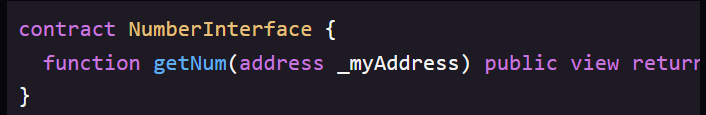 contract NumberInterface {
function getNum(address _myAddress) public view return
}